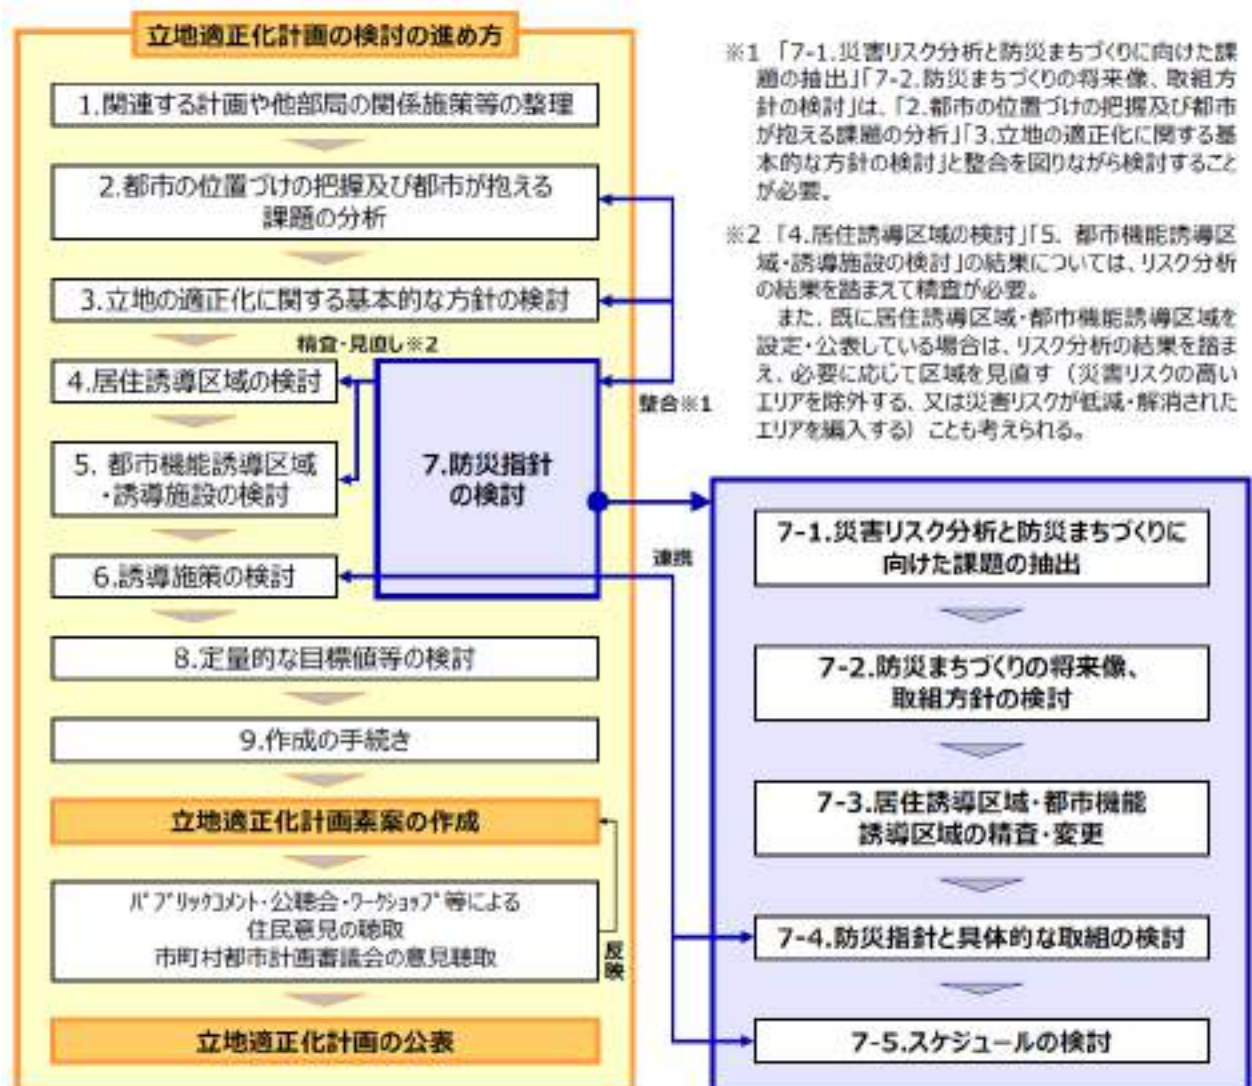 立地適正化計画の検討の進め方
1.関連する計画や他部局の関係施策等の整理
2.都市の位置づけの把握及び都市が抱える
課題の分析
3.立地の適正化に関する基本的な方針の検討
精査・見直し※2
4.居住誘導区域の検討
5. 都市機能誘導区域
・誘導施設の検討
6.誘導施策の検討
7.防災指針
の検討
整合※1
連携
8.定量的な目標値等の検討
9.作成の手続き
立地適正化計画素案の作成
パブリックコメント・公聴会・ワークショップ等による
住民意見の聴取
市町村都市計画審議会の意見聴取
反映
立地適正化計画の公表
※1 「7-1.災害リスク分析と防災まちづくりに向けた課
題の抽出」「7-2.防災まちづくりの将来像、取組方
針の検討」は、「2.都市の位置づけの把握及び都市
が抱える課題の分析」「3.立地の適正化に関する基
本的な方針の検討」と整合を図りながら検討すること
が必要。
※2 「4.居住誘導区域の検討」「5. 都市機能誘導区
域・誘導施設の検討」の結果については、リスク分析
の結果を踏まえて精査が必要。
また、既に居住誘導区域・都市機能誘導区域を
設定・公表している場合は、リスク分析の結果を踏ま
え、必要に応じて区域を見直す（災害リスクの高い
エリアを除外する、又は災害リスクが低減・解消された
エリアを編入する）ことも考えられる。
7-1.災害リスク分析と防災まちづくりに
向けた課題の抽出
7-2.防災まちづくりの将来像、
取組方針の検討
7-3.居住誘導区域・都市機能
誘導区域の精査・変更
7-4.防災指針と具体的な取組の検討
7-5.スケジュールの検討